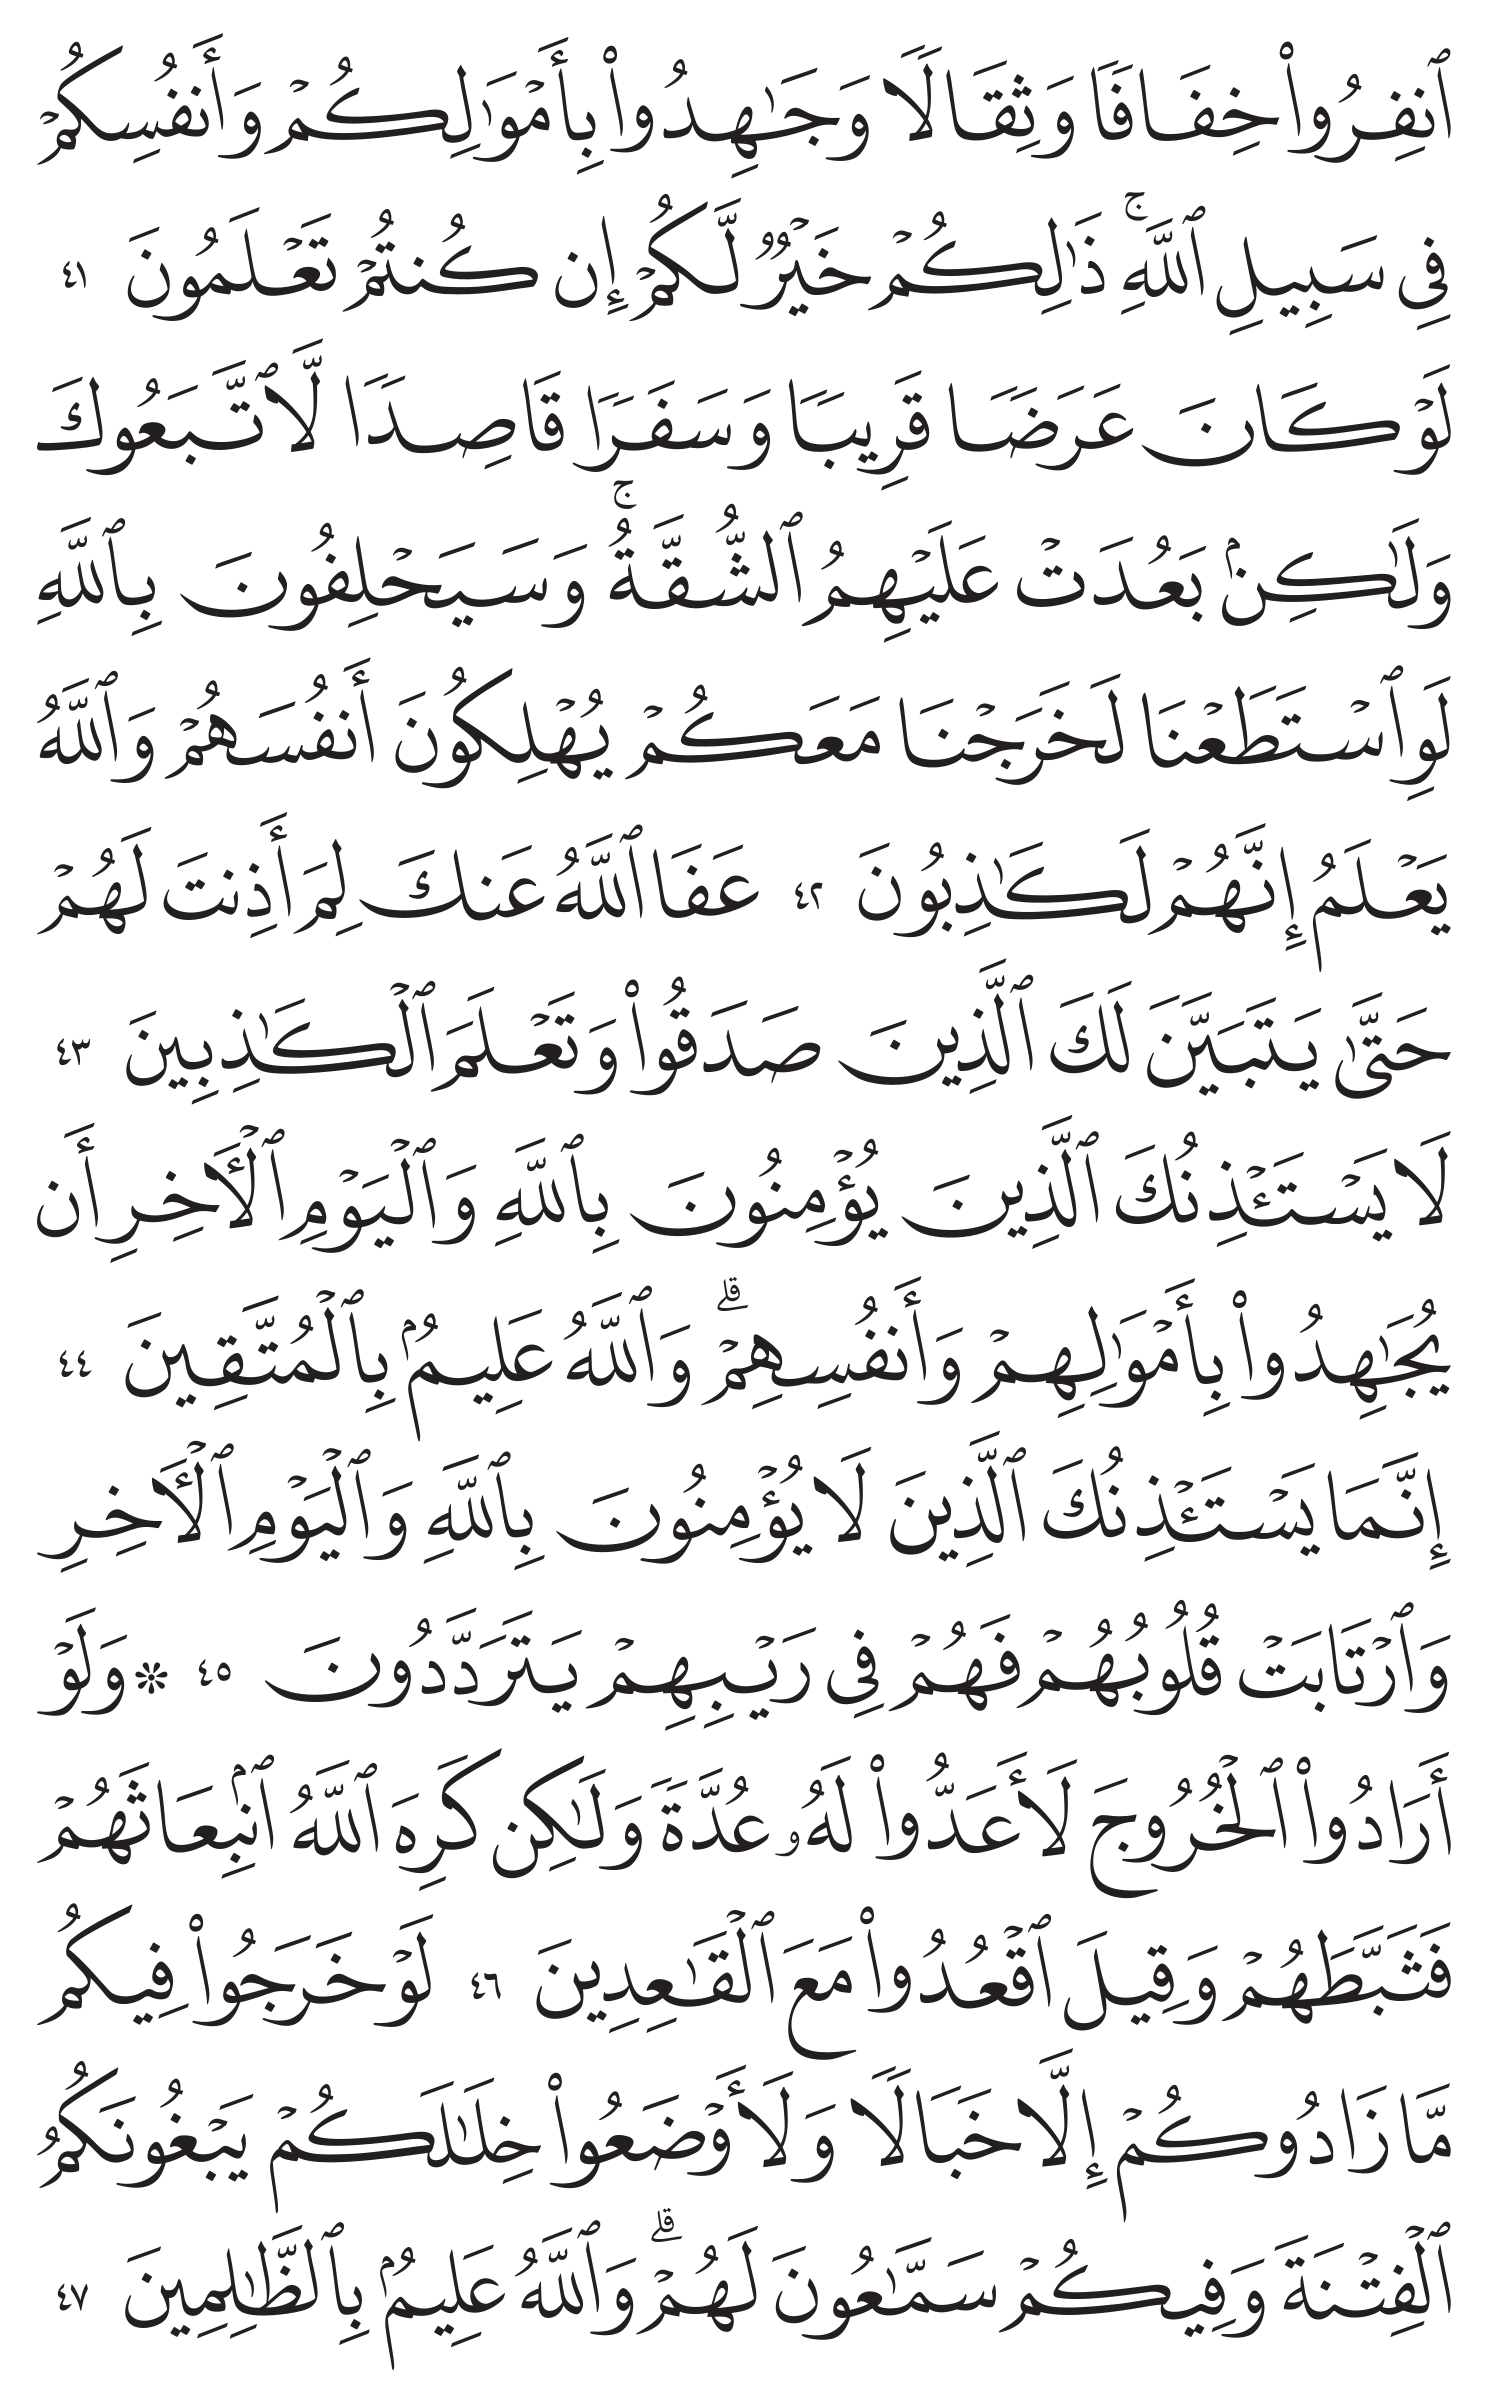 ٱنفِرُوا۟ خِفَافًا وَثِقَالًا وَجَٰهِدُوا۟ بِأَمْوَٰلِكُمْ وَأَنفُسِكُمْ
فِى سَبِيلِ ٱللَّهِ ۚ ذَٰلِكُمْ خَيْرٌ لَّكُمْ إِن كُنتُمْ تَعْلَمُونَ ٤١
لَوْ كَانَ عَرَضًا قَرِيبًا وَسَفَرًا قَاصِدًا لَّٱتَّبَعُوكَ
وَلَٰكِنۢ بَعُدَتْ عَلَيْهِمُ ٱلشُّقَّةُ ۚ وَسَيَحْلِفُونَ بِٱللَّهِ
لَوِ ٱسْتَطَعْنَا لَخَرَجْنَا مَعَكُمْ يُهْلِكُونَ أَنفُسَهُمْ وَٱللَّهُ
يَعْلَمُ إِنَّهُمْ لَكَٰذِبُونَ ٤٢ عَفَا ٱللَّهُ عَنكَ لِمَ أَذِنتَ لَهُمْ
حَتَّىٰ يَتَبَيَّنَ لَكَ ٱلَّذِينَ صَدَقُوا۟ وَتَعْلَمَ ٱلْكَٰذِبِينَ ٤٣
لَا يَسْتَـْٔذِنُكَ ٱلَّذِينَ يُؤْمِنُونَ بِٱللَّهِ وَٱلْيَوْمِ ٱلْـَٔاخِرِ أَن
يُجَٰهِدُوا۟ بِأَمْوَٰلِهِمْ وَأَنفُسِهِمْ ۗ وَٱللَّهُ عَلِيمٌۢ بِٱلْمُتَّقِينَ ٤٤
إِنَّمَا يَسْتَـْٔذِنُكَ ٱلَّذِينَ لَا يُؤْمِنُونَ بِٱللَّهِ وَٱلْيَوْمِ ٱلْـَٔاخِرِ
وَٱرْتَابَتْ قُلُوبُهُمْ فَهُمْ فِى رَيْبِهِمْ يَتَرَدَّدُونَ ٤٥ ۞ وَلَوْ
أَرَادُوا۟ ٱلْخُرُوجَ لَأَعَدُّوا۟ لَهُۥ عُدَّةً وَلَٰكِن كَرِهَ ٱللَّهُ ٱنۢبِعَاثَهُمْ
فَثَبَّطَهُمْ وَقِيلَ ٱقْعُدُوا۟ مَعَ ٱلْقَٰعِدِينَ ٤٦ لَوْ خَرَجُوا۟ فِيكُم
مَّا زَادُوكُمْ إِلَّا خَبَالًا وَلَأَوْضَعُوا۟ خِلَٰلَكُمْ يَبْغُونَكُمُ
ٱلْفِتْنَةَ وَفِيكُمْ سَمَّٰعُونَ لَهُمْ ۗ وَٱللَّهُ عَلِيمٌۢ بِٱلظَّٰلِمِينَ ٤٧